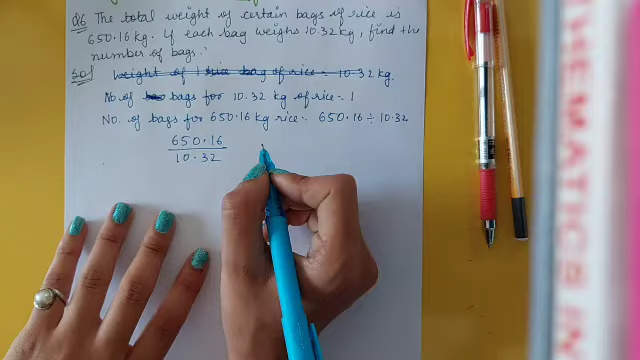 Q6 The total weight of certain bags of rice is
650.16 kg. If each bag weighs 10.32 kg, find th
number of bags.
Sol Weight of 1 rice bag of rice = 10.32 kg.
No of bags for 10.32 kg of rice = 1
No. of bags for 650.16 kg rice = 650.16 ÷ 10.32
650.16
10.32
THEMATICS IN